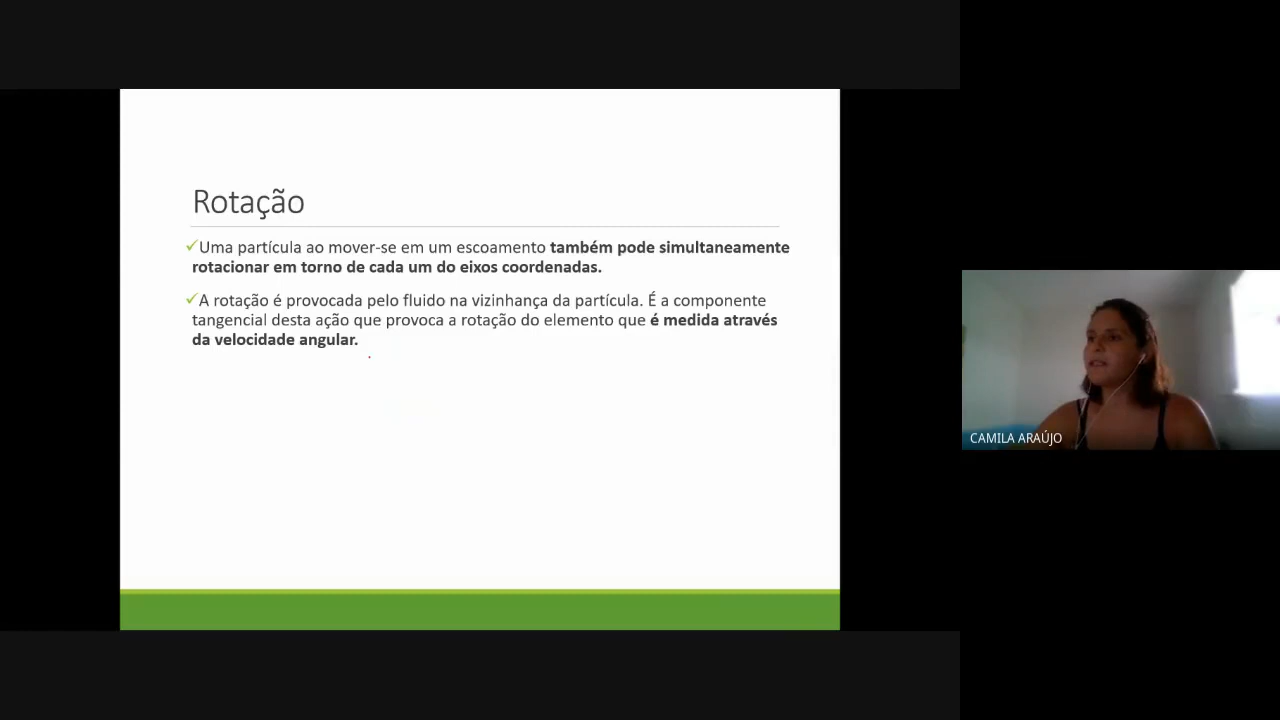 Rotação
✓Uma partícula ao mover-se em um escoamento também pode simultaneamente
rotacionar em torno de cada um do eixos coordenadas.
✓A rotação é provocada pelo fluido na vizinhança da partícula. É a componente
tangencial desta ação que provoca a rotação do elemento que é medida através
da velocidade angular.
CAMILA ARAÚJO